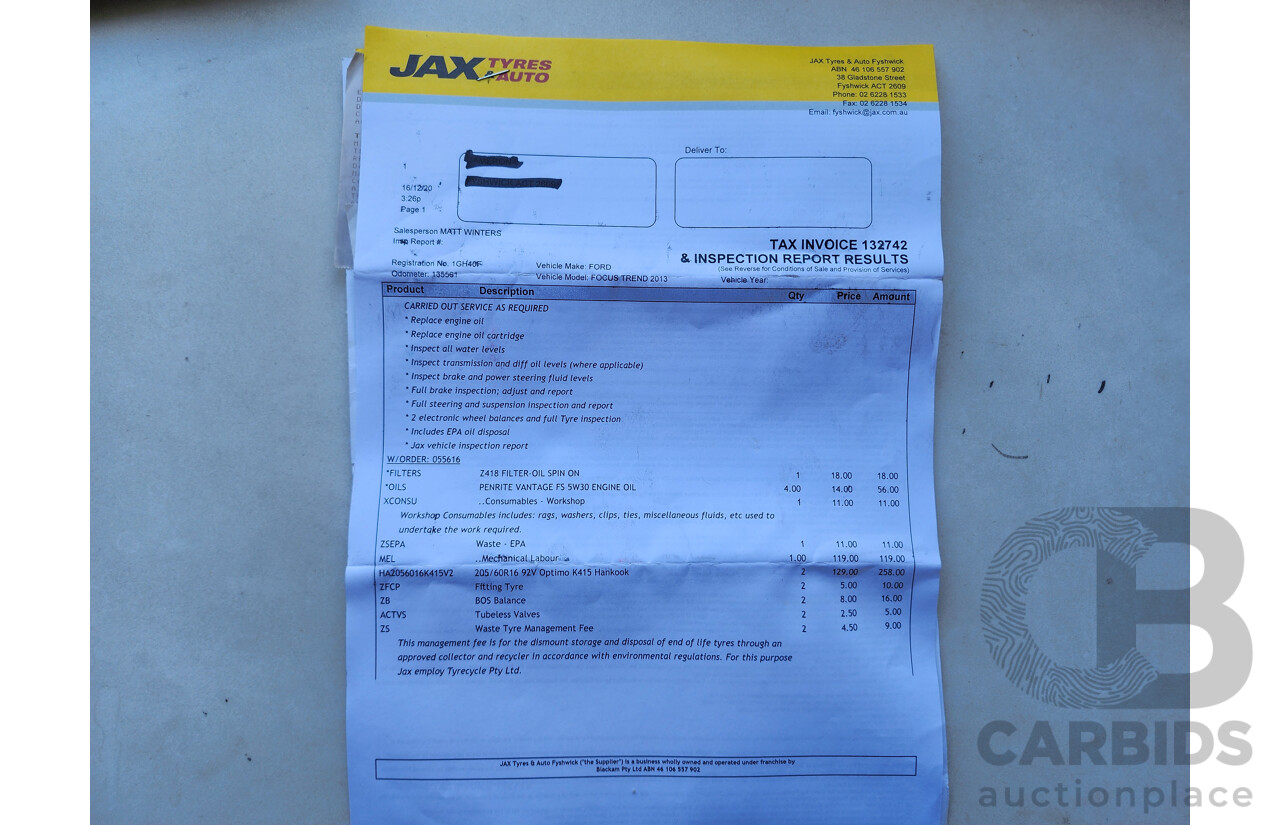 JAX TYRES & AUTO
JAX Tyres & Auto Fyshwick
ABN 46 106 557 902
38 Gladstone Street
Fyshwick ACT 2609
Phone: 02 6228 1533
Fax: 02 6228 1534
Email: fyshwick@jax.com.au
Deliver To:
1
16/12/20
3:26p
Page 1
Salesperson MATT WINTERS
Insp Report #:
TAX INVOICE 132742
& INSPECTION REPORT RESULTS
(See Reverse for Conditions of Sale and Provision of Services)
Registration No. 1GH40F Vehicle Make: FORD
Odometer: 135561 Vehicle Model: FOCUS TREND 2013 Vehicle Year:
Product Description Qty Price Amount
CARRIED OUT SERVICE AS REQUIRED
* Replace engine oil
* Replace engine oil cartridge
* Inspect all water levels
* Inspect transmission and diff oil levels (where applicable)
* Inspect brake and power steering fluid levels
* Full brake inspection; adjust and report
* Full steering and suspension inspection and report
* 2 electronic wheel balances and full Tyre inspection
* Includes EPA oil disposal
* Jax vehicle inspection report
W/ORDER: 055616
*FILTERS Z418 FILTER-OIL SPIN ON 1 18.00 18.00
*OILS PENRITE VANTAGE FS 5W30 ENGINE OIL 4.00 14.00 56.00
XCONSU ..Consumables - Workshop 1 11.00 11.00
Workshop Consumables includes: rags, washers, clips, ties, miscellaneous fluids, etc used to
undertake the work required.
ZSEPA Waste - EPA 1 11.00 11.00
MEL ..Mechanical Labour 1.00 119.00 119.00
HA2056016K415V2 205/60R16 92V Optimo K415 Hankook 2 129.00 258.00
ZFCP Fitting Tyre 2 5.00 10.00
ZB BOS Balance 2 8.00 16.00
ACTVS Tubeless Valves 2 2.50 5.00
ZS Waste Tyre Management Fee 2 4.50 9.00
This management fee is for the dismount storage and disposal of end of life tyres through an
approved collector and recycler in accordance with environmental regulations. For this purpose
Jax employ Tyrecycle Pty Ltd.
JAX Tyres & Auto Fyshwick ("the Supplier") is a business wholly owned and operated under franchise by
Blackam Pty Ltd ABN 46 106 557 902
CB
CARBIDS
auctionplace